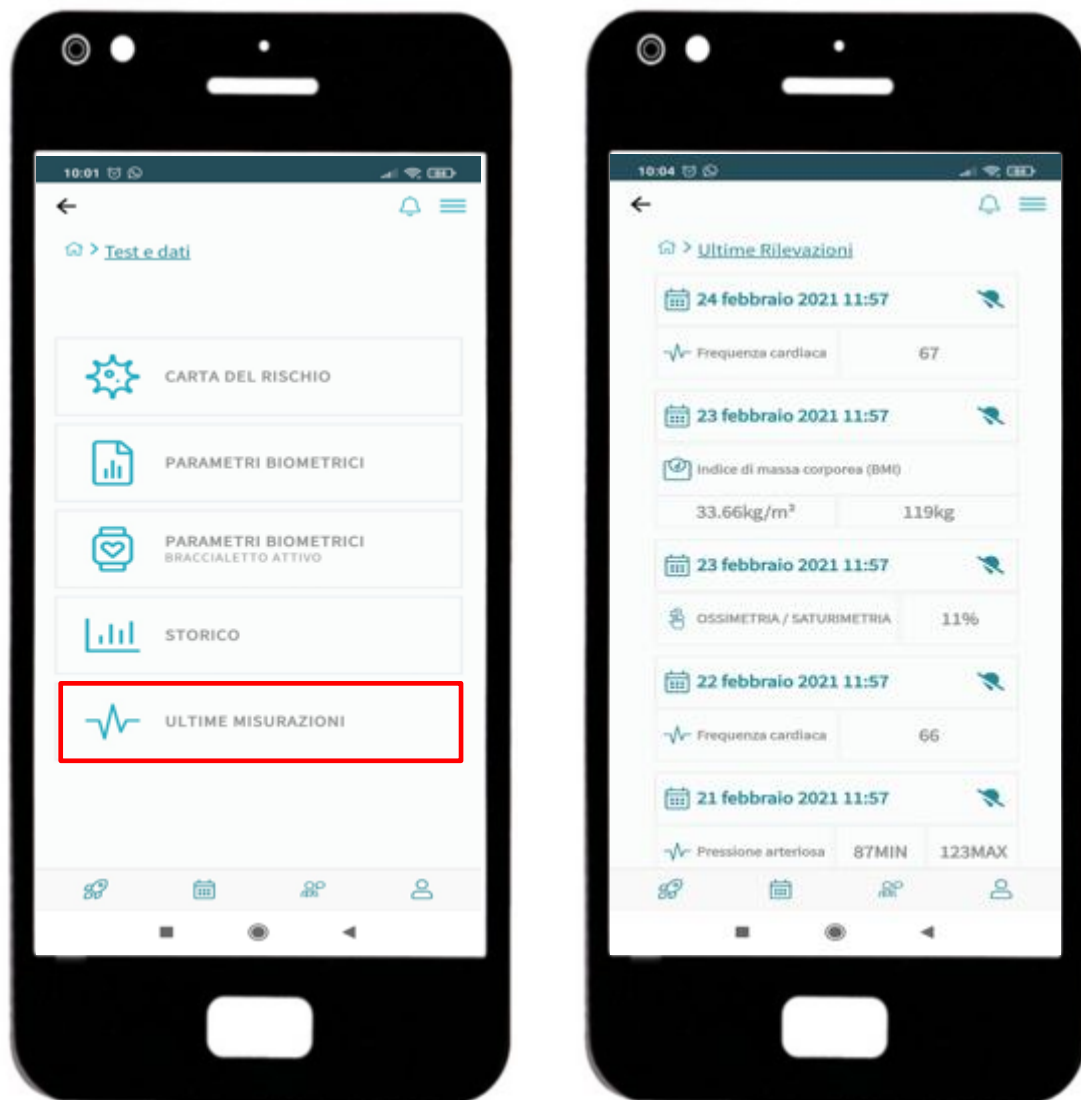 10:01
Test e dati
CARTA DEL RISCHIO
PARAMETRI BIOMETRICI
PARAMETRI BIOMETRICI
BRACCIALETTO ATTIVO
STORICO
ULTIME MISURAZIONI
10:04
Ultime Rilevazioni
24 febbraio 2021 11:57
Frequenza cardiaca 67
23 febbraio 2021 11:57
Indice di massa corporea (BMI)
33.66kg/m² 119kg
23 febbraio 2021 11:57
OSSIMETRIA / SATURIMETRIA 11%
22 febbraio 2021 11:57
Frequenza cardiaca 66
21 febbraio 2021 11:57
Pressione arteriosa 87MIN 123MAX